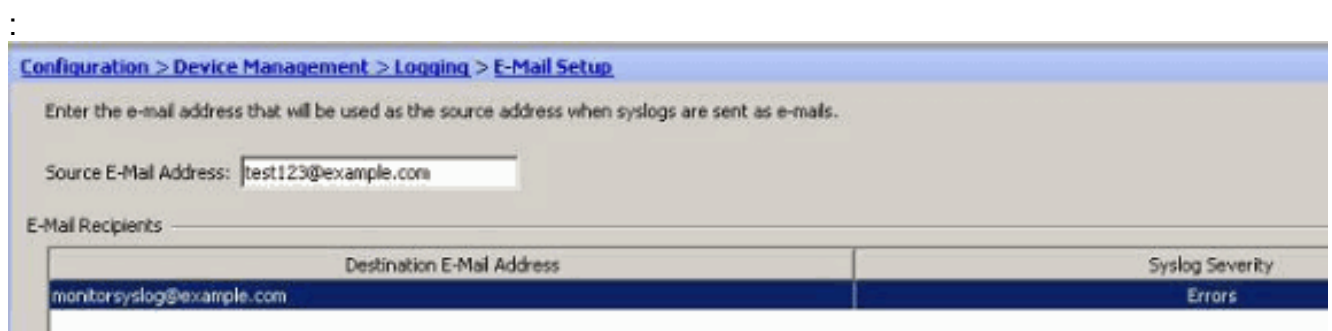 :
Configuration > Device Management > Logging > E-Mail Setup
Enter the e-mail address that will be used as the source address when syslogs are sent as e-mails.
Source E-Mail Address: test123@example.com
E-Mail Recipients
Destination E-Mail Address Syslog Severity
monitorsyslog@example.com Errors